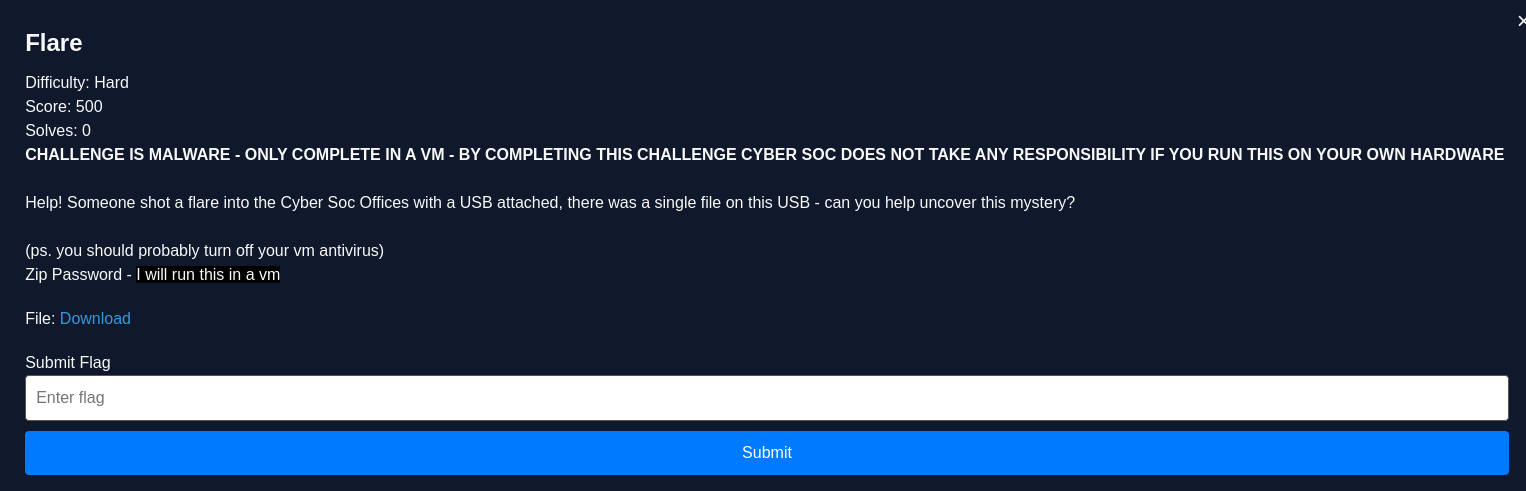 ×
Flare
Difficulty: Hard
Score: 500
Solves: 0
CHALLENGE IS MALWARE - ONLY COMPLETE IN A VM - BY COMPLETING THIS CHALLENGE CYBER SOC DOES NOT TAKE ANY RESPONSIBILITY IF YOU RUN THIS ON YOUR OWN HARDWARE
Help! Someone shot a flare into the Cyber Soc Offices with a USB attached, there was a single file on this USB - can you help uncover this mystery?
(ps. you should probably turn off your vm antivirus)
Zip Password - I will run this in a vm
File: Download
Submit Flag
Enter flag
Submit